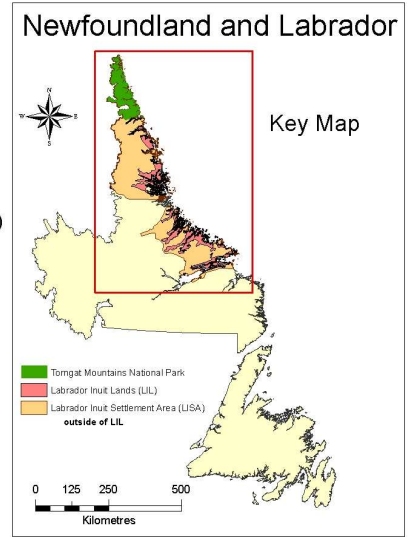 Newfoundland and Labrador
N
W E
S
Key Map
Torngat Mountains National Park
Labrador Inuit Lands (LIL)
Labrador Inuit Settlement Area (LISA)
outside of LIL
0 125 250 500
Kilometres